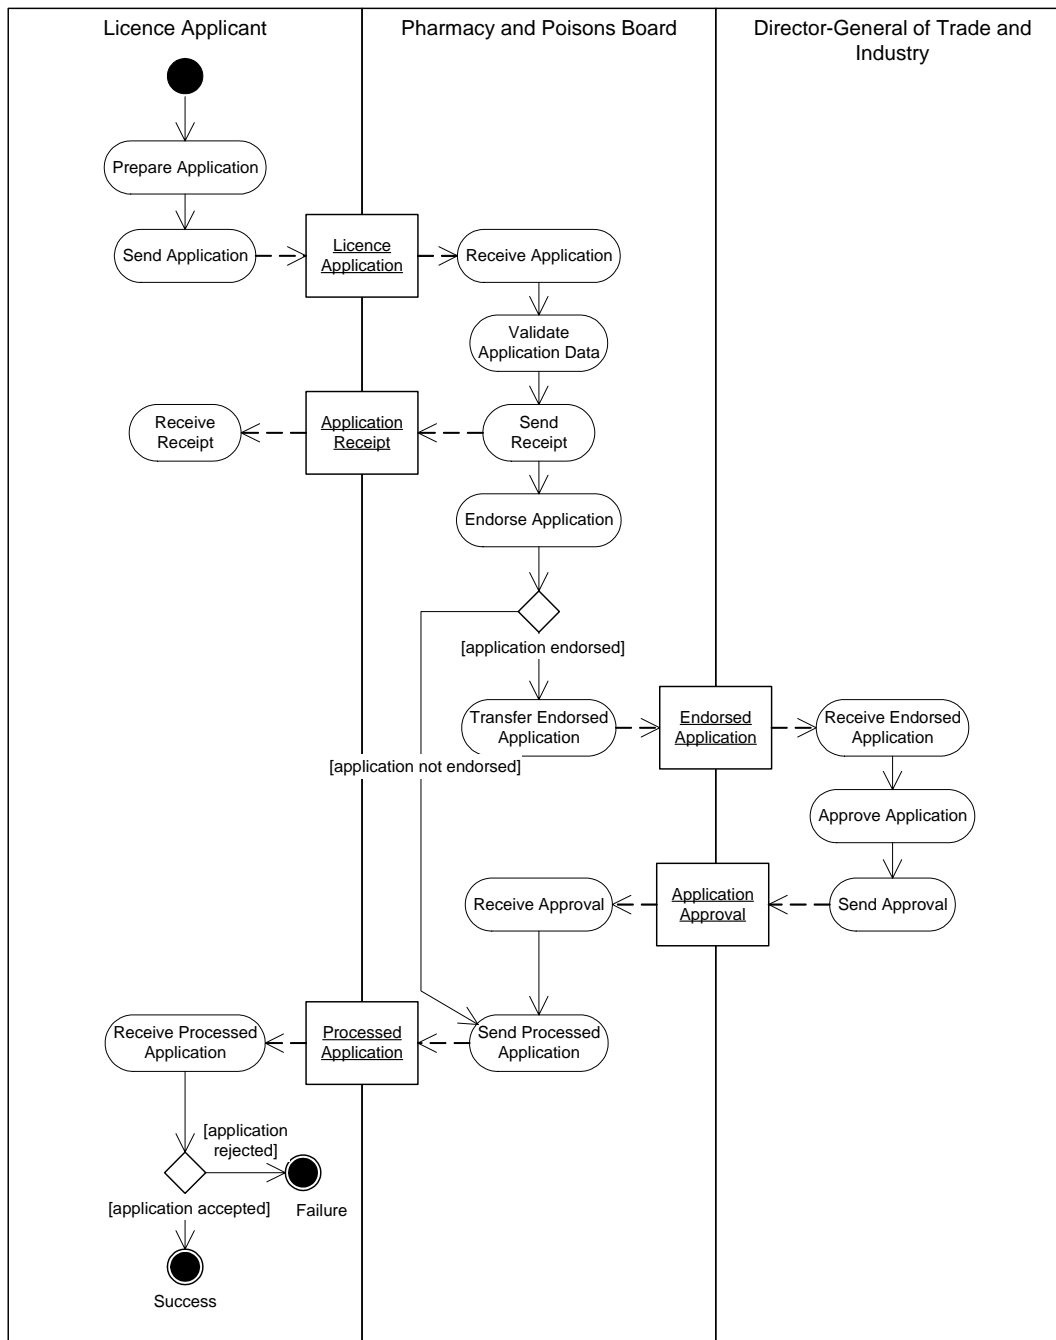 Licence Applicant
Pharmacy and Poisons Board
Director-General of Trade and
Industry
Prepare Application
Send Application
Licence
Application
Receive Application
Validate
Application Data
Receive
Receipt
Application
Receipt
Send
Receipt
Endorse Application
[application endorsed]
Transfer Endorsed
Application
Endorsed
Application
Receive Endorsed
Application
[application not endorsed]
Approve Application
Receive Approval
Application
Approval
Send Approval
Receive Processed
Application
Processed
Application
Send Processed
Application
[application
rejected]
[application accepted]
Failure
Success